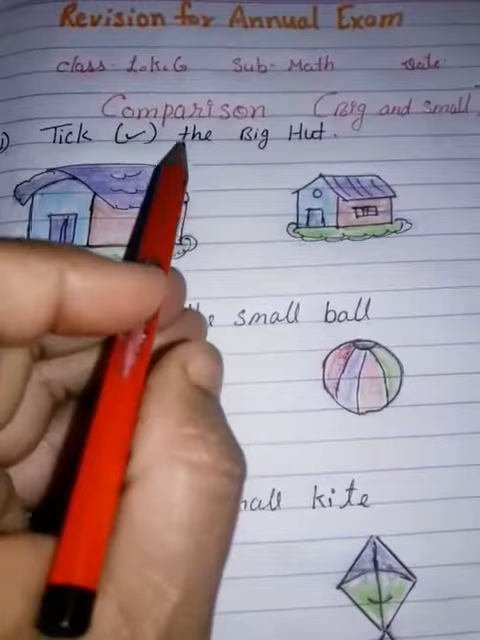 Revision for Annual Exam
Class- L.K.G Sub- Math Date
Comparison (Big and small
1) Tick (✓) the Big Hut.
small ball
kite